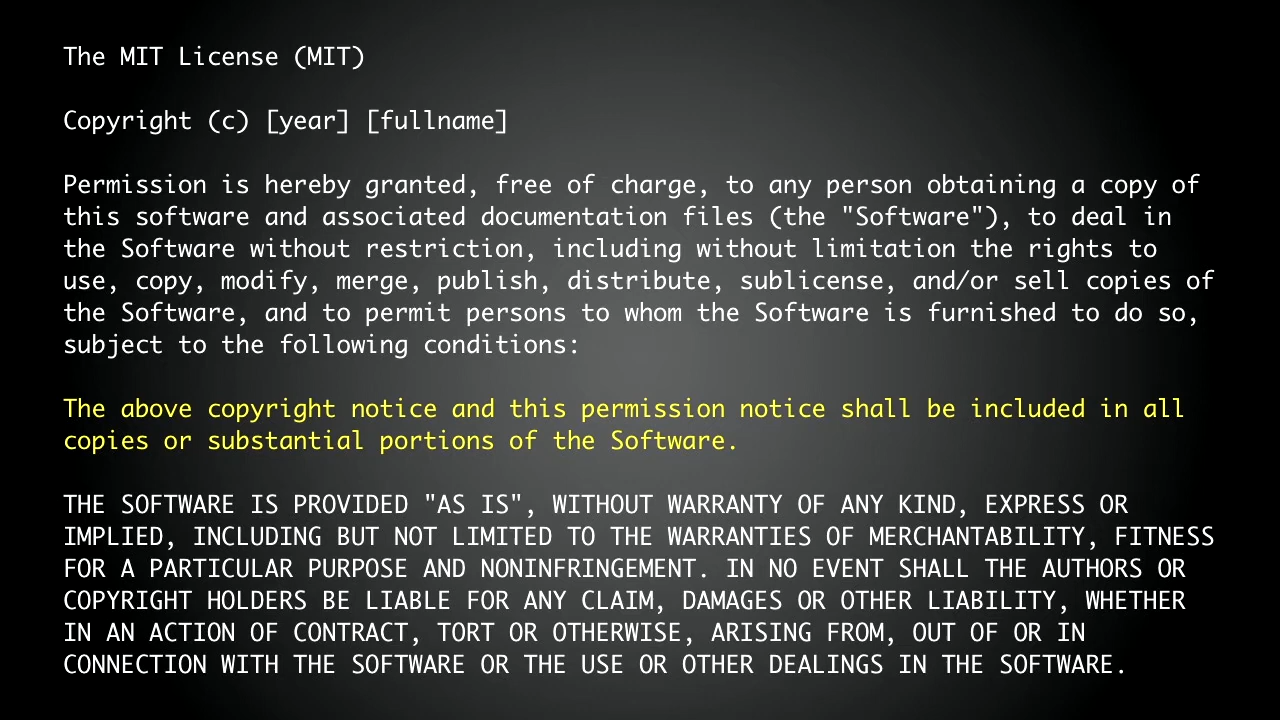 The MIT License (MIT)
Copyright (c) [year] [fullname]
Permission is hereby granted, free of charge, to any person obtaining a copy of
this software and associated documentation files (the "Software"), to deal in
the Software without restriction, including without limitation the rights to
use, copy, modify, merge, publish, distribute, sublicense, and/or sell copies of
the Software, and to permit persons to whom the Software is furnished to do so,
subject to the following conditions:
The above copyright notice and this permission notice shall be included in all
copies or substantial portions of the Software.
THE SOFTWARE IS PROVIDED "AS IS", WITHOUT WARRANTY OF ANY KIND, EXPRESS OR
IMPLIED, INCLUDING BUT NOT LIMITED TO THE WARRANTIES OF MERCHANTABILITY, FITNESS
FOR A PARTICULAR PURPOSE AND NONINFRINGEMENT. IN NO EVENT SHALL THE AUTHORS OR
COPYRIGHT HOLDERS BE LIABLE FOR ANY CLAIM, DAMAGES OR OTHER LIABILITY, WHETHER
IN AN ACTION OF CONTRACT, TORT OR OTHERWISE, ARISING FROM, OUT OF OR IN
CONNECTION WITH THE SOFTWARE OR THE USE OR OTHER DEALINGS IN THE SOFTWARE.